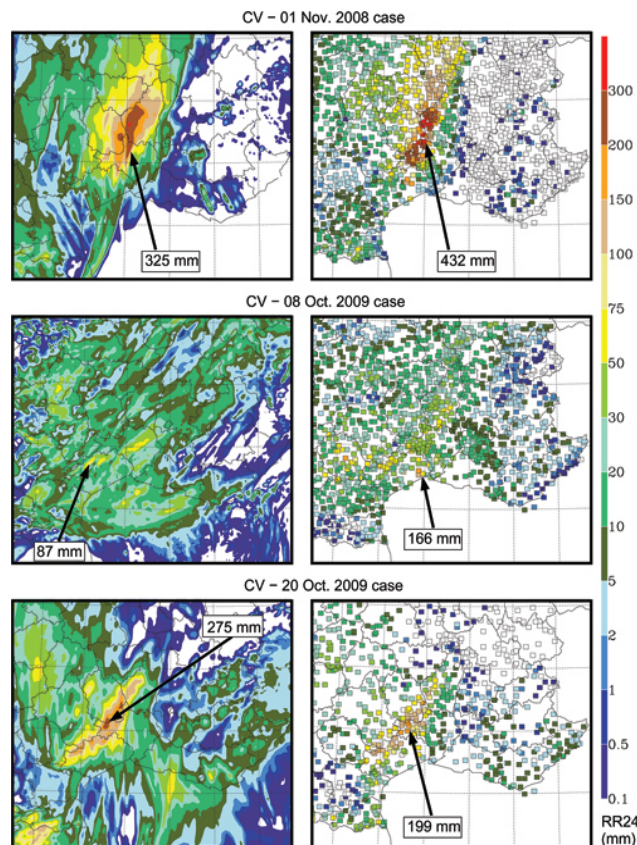 CV – 01 Nov. 2008 case
325 mm
432 mm
CV – 08 Oct. 2009 case
87 mm
166 mm
CV – 20 Oct. 2009 case
275 mm
199 mm
300
200
150
100
75
50
30
20
10
5
2
1
0.5
0.1
RR24
(mm)